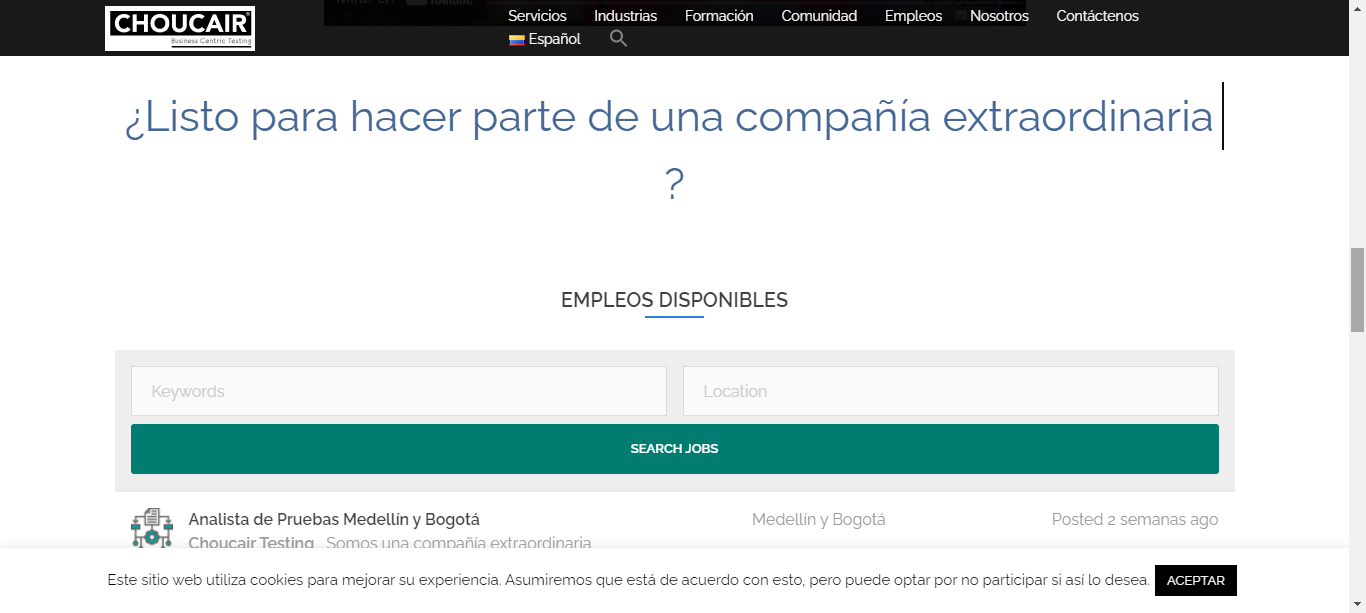 CHOUCAIR
Business Centric Testing
Mirar en YouTube
Servicios Industrias Formación Comunidad Empleos Nosotros Contáctenos
Español
¿Listo para hacer parte de una compañía extraordinaria
?
EMPLEOS DISPONIBLES
Keywords Location
SEARCH JOBS
Analista de Pruebas Medellín y Bogotá Medellín y Bogotá Posted 2 semanas ago
Choucair Testing Somos una compañía extraordinaria
Este sitio web utiliza cookies para mejorar su experiencia. Asumiremos que está de acuerdo con esto, pero puede optar por no participar si así lo desea. ACEPTAR